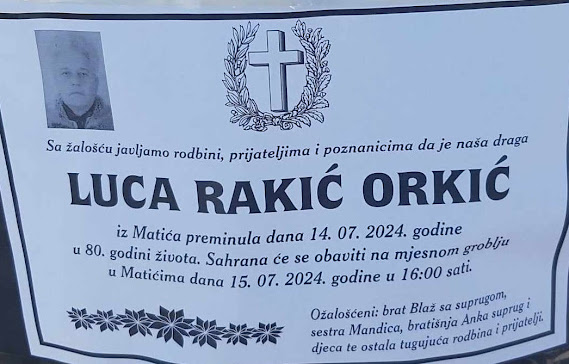 Sa žalošću javljamo rodbini, prijateljima i poznanicima da je naša draga
LUCA RAKIĆ ORKIĆ
iz Matića preminula dana 14. 07. 2024. godine
u 80. godini života. Sahrana će se obaviti na mjesnom groblju
u Matićima dana 15. 07. 2024. godine u 16:00 sati.
Ožalošćeni: brat Blaž sa suprugom,
sestra Mandica, bratišnja Anka suprug i
djeca te ostala tugujuća rodbina i prijatelji.